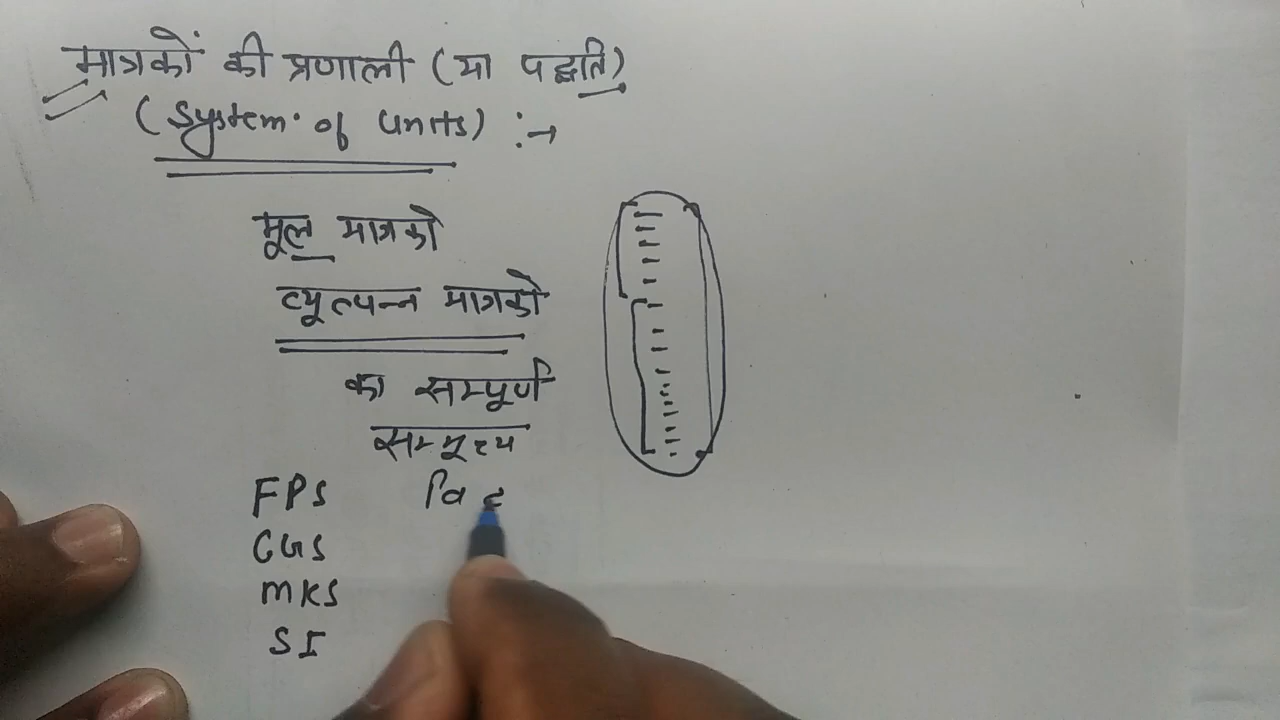 मात्रकों की प्रणाली (या पद्धति)
(System of units) :→
मूल मात्रको
व्यूत्पन्न मात्रको
का सम्पूर्ण
सम्मूच्य
FPS
CGS
MKS
SI